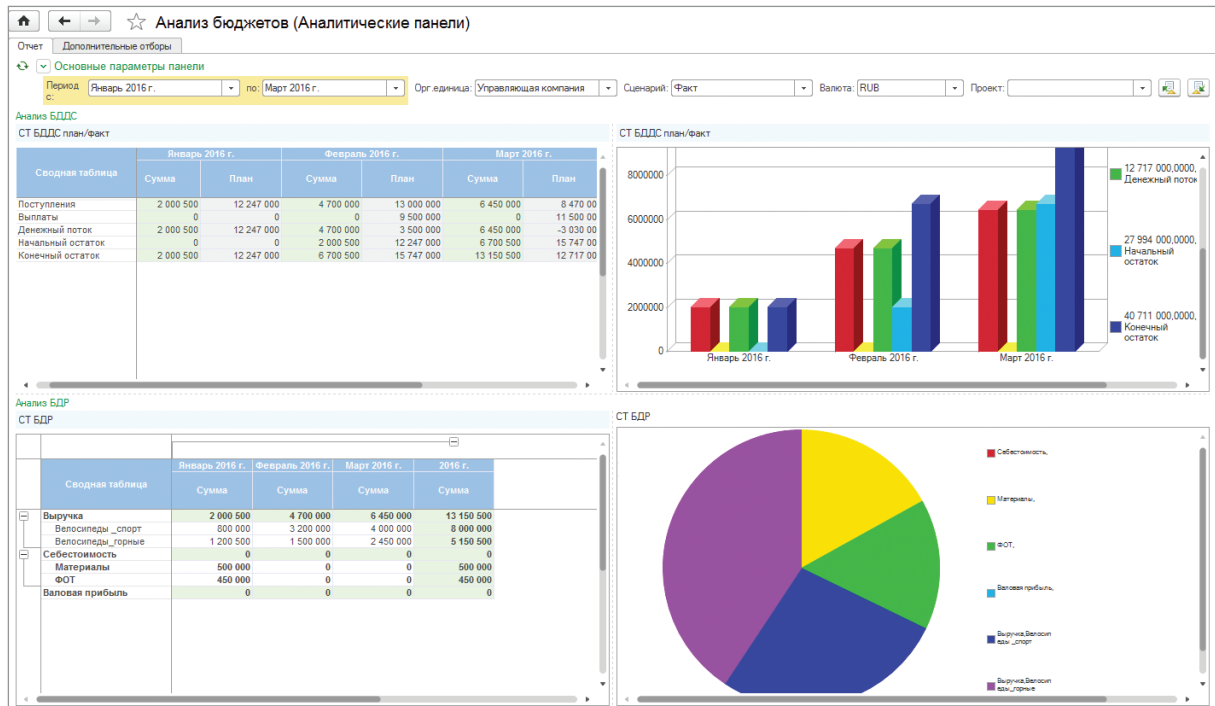 Анализ бюджетов (Аналитические панели)
Отчет Дополнительные отборы
Основные параметры панели
Период с: Январь 2016 г. по: Март 2016 г. Орг.единица: Управляющая компания Сценарий: Факт Валюта: RUB Проект:
Анализ БДДС
СТ БДДС план/факт
Сводная таблица Январь 2016 г. Февраль 2016 г. Март 2016 г.
Сумма План Сумма План Сумма План
Поступления 2 000 500 12 247 000 4 700 000 13 000 000 6 450 000 8 470 00
Выплаты 0 0 0 9 500 000 0 11 500 00
Денежный поток 2 000 500 12 247 000 4 700 000 3 500 000 6 450 000 -3 030 00
Начальный остаток 0 0 2 000 500 12 247 000 6 700 500 15 747 00
Конечный остаток 2 000 500 12 247 000 6 700 500 15 747 000 13 150 500 12 717 00
СТ БДДС план/факт
8000000
6000000
4000000
2000000
0
Январь 2016 г. Февраль 2016 г. Март 2016 г.
12 717 000,0000,
Денежный поток
27 994 000,0000,
Начальный
остаток
40 711 000,0000,
Конечный
остаток
Анализ БДР
СТ БДР
Сводная таблица Январь 2016 г. Февраль 2016 г. Март 2016 г. 2016 г.
Сумма Сумма Сумма Сумма
Выручка 2 000 500 4 700 000 6 450 000 13 150 500
Велосипеды _спорт 800 000 3 200 000 4 000 000 8 000 000
Велосипеды_горные 1 200 500 1 500 000 2 450 000 5 150 500
Себестоимость 0 0 0 0
Материалы 500 000 0 0 500 000
ФОТ 450 000 0 0 450 000
Валовая прибыль 0 0 0 0
СТ БДР
Себестоимость,
Материалы,
ФОТ,
Валовая прибыль,
Выручка,Велосип
еды _спорт
Выручка,Велосип
еды_горные